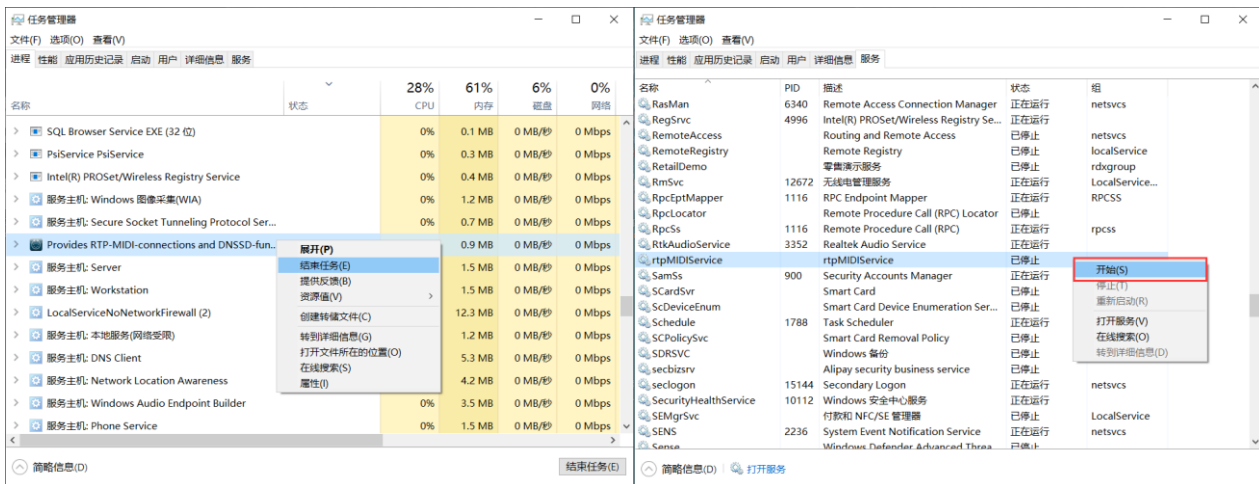 任务管理器
文件(F) 选项(O) 查看(V)
进程 性能 应用历史记录 启动 用户 详细信息 服务
28% 61% 6% 0%
名称 状态 CPU 内存 磁盘 网络
SQL Browser Service EXE (32 位) 0% 0.1 MB 0 MB/秒 0 Mbps
PsiService PsiService 0% 0.3 MB 0 MB/秒 0 Mbps
Intel(R) PROSet/Wireless Registry Service 0% 0.4 MB 0 MB/秒 0 Mbps
服务主机: Windows 图像采集(WIA) 0% 1.2 MB 0 MB/秒 0 Mbps
服务主机: Secure Socket Tunneling Protocol Ser... 0% 0.7 MB 0 MB/秒 0 Mbps
Provides RTP-MIDI-connections and DNSSD-fun... 0.9 MB 0 MB/秒 0 Mbps
服务主机: Server 1.5 MB 0 MB/秒 0 Mbps
服务主机: Workstation 1.5 MB 0 MB/秒 0 Mbps
LocalServiceNoNetworkFirewall (2) 12.3 MB 0 MB/秒 0 Mbps
服务主机: 本地服务(网络受限) 1.2 MB 0 MB/秒 0 Mbps
服务主机: DNS Client 5.3 MB 0 MB/秒 0 Mbps
服务主机: Network Location Awareness 4.2 MB 0 MB/秒 0 Mbps
服务主机: Windows Audio Endpoint Builder 0% 3.5 MB 0 MB/秒 0 Mbps
服务主机: Phone Service 0% 1.5 MB 0 MB/秒 0 Mbps
展开(P)
结束任务(E)
提供反馈(B)
资源值(V)
创建转储文件(C)
转到详细信息(G)
打开文件所在的位置(O)
在线搜索(S)
属性(I)
简略信息(D) 结束任务(E)
任务管理器
文件(F) 选项(O) 查看(V)
进程 性能 应用历史记录 启动 用户 详细信息 服务
名称 PID 描述 状态 组
RasMan 6340 Remote Access Connection Manager 正在运行 netsvcs
RegSrvc 4996 Intel(R) PROSet/Wireless Registry Se... 正在运行
RemoteAccess Routing and Remote Access 已停止 netsvcs
RemoteRegistry Remote Registry 已停止 localService
RetailDemo 零售演示服务 已停止 rdxgroup
RmSvc 12672 无线电管理服务 正在运行 LocalService...
RpcEptMapper 1116 RPC Endpoint Mapper 正在运行 RPCSS
RpcLocator Remote Procedure Call (RPC) Locator 已停止
RpcSs 1116 Remote Procedure Call (RPC) 正在运行 rpcss
RtkAudioService 3352 Realtek Audio Service 正在运行
rtpMIDIService rtpMIDIService 已停止
SamSs 900 Security Accounts Manager 正在运行
SCardSvr Smart Card 已停止
ScDeviceEnum Smart Card Device Enumeration Ser... 已停止
Schedule 1788 Task Scheduler 正在运行
SCPolicySvc Smart Card Removal Policy 已停止
SDRSVC Windows 备份 已停止
secbizsrv Alipay security business service 已停止
seclogon 15144 Secondary Logon 正在运行 netsvcs
SecurityHealthService 10112 Windows 安全中心服务 正在运行
SEMgrSvc 付款和 NFC/SE 管理器 已停止 LocalService
SENS 2236 System Event Notification Service 正在运行 netsvcs
Sense Windows Defender Advanced Threa... 已停止
开始(S)
停止(T)
重新启动(R)
打开服务(V)
在线搜索(O)
转到详细信息(D)
简略信息(D) 打开服务